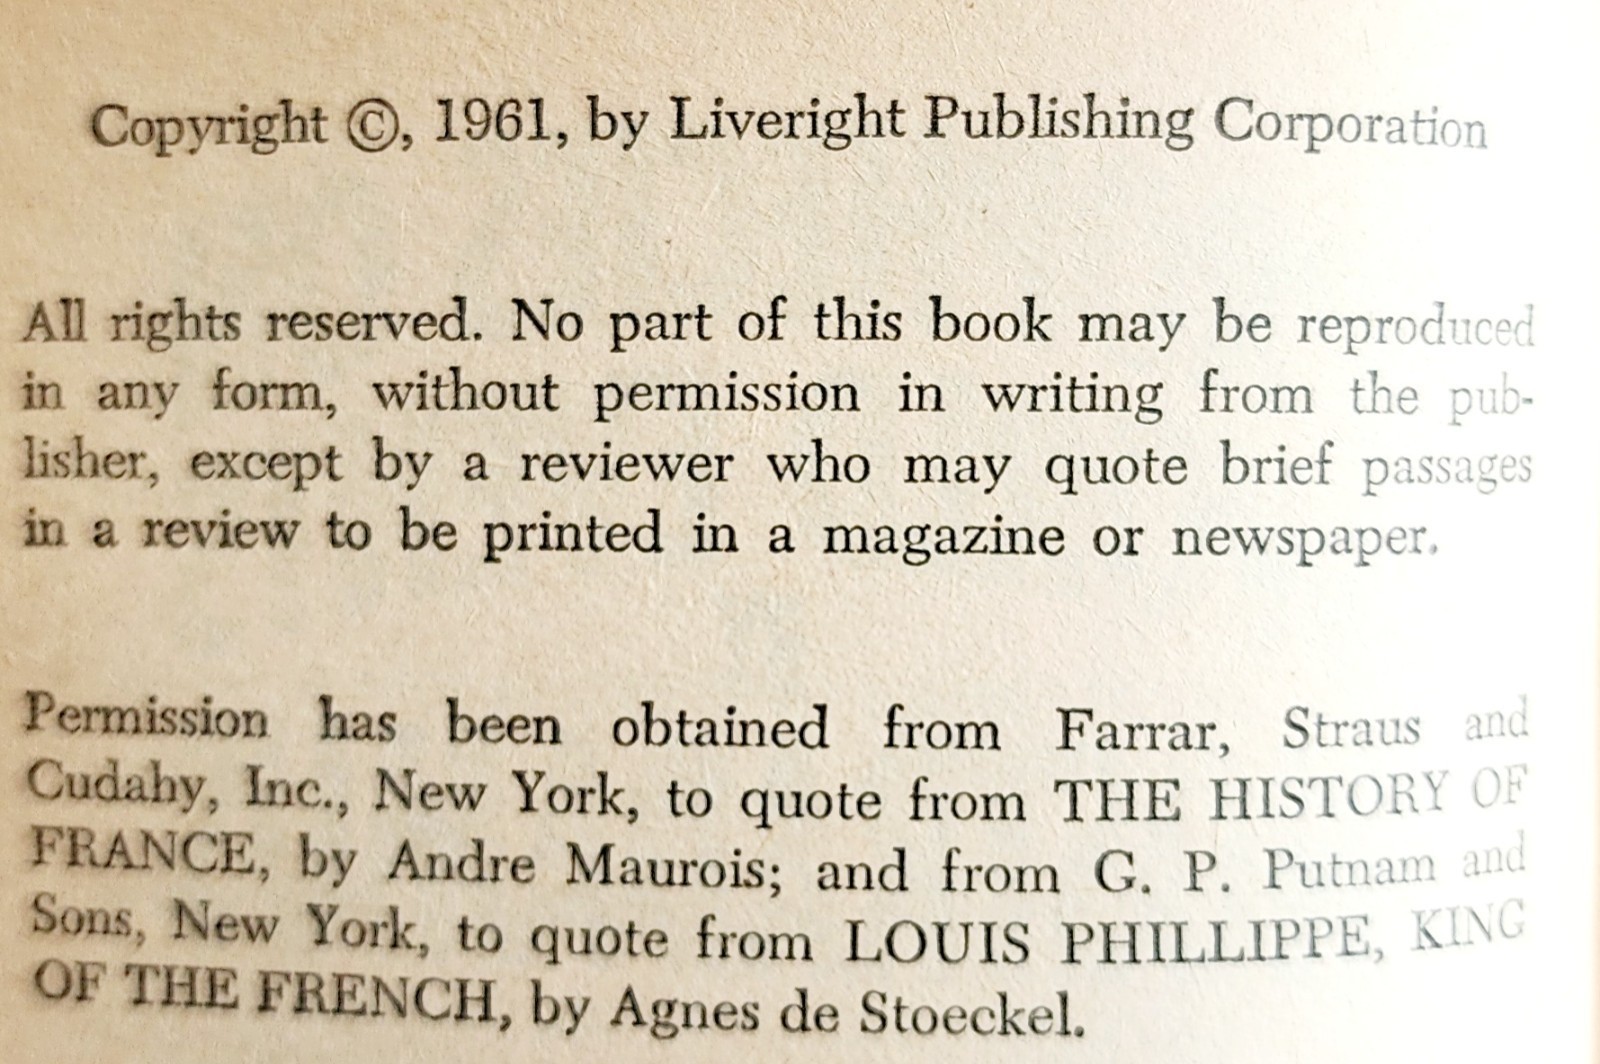 Copyright ©, 1961, by Liveright Publishing Corporation
All rights reserved. No part of this book may be reproduced
in any form, without permission in writing from the pub-
lisher, except by a reviewer who may quote brief passages
in a review to be printed in a magazine or newspaper.
Permission has been obtained from Farrar, Straus and
Cudahy, Inc., New York, to quote from THE HISTORY OF
FRANCE, by Andre Maurois; and from G. P. Putnam and
Sons, New York, to quote from LOUIS PHILLIPPE, KING
OF THE FRENCH, by Agnes de Stoeckel.